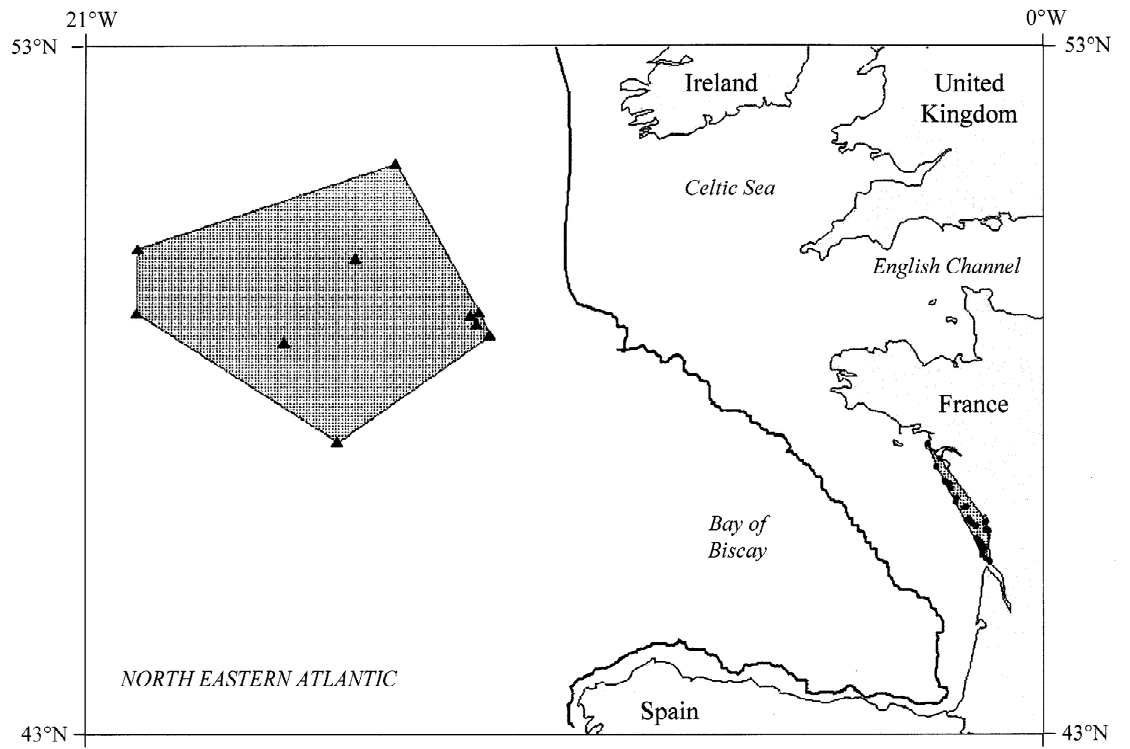 21°W
0°W
53°N
53°N
Ireland
United
Kingdom
Celtic Sea
English Channel
France
Bay of
Biscay
NORTH EASTERN ATLANTIC
Spain
43°N
43°N